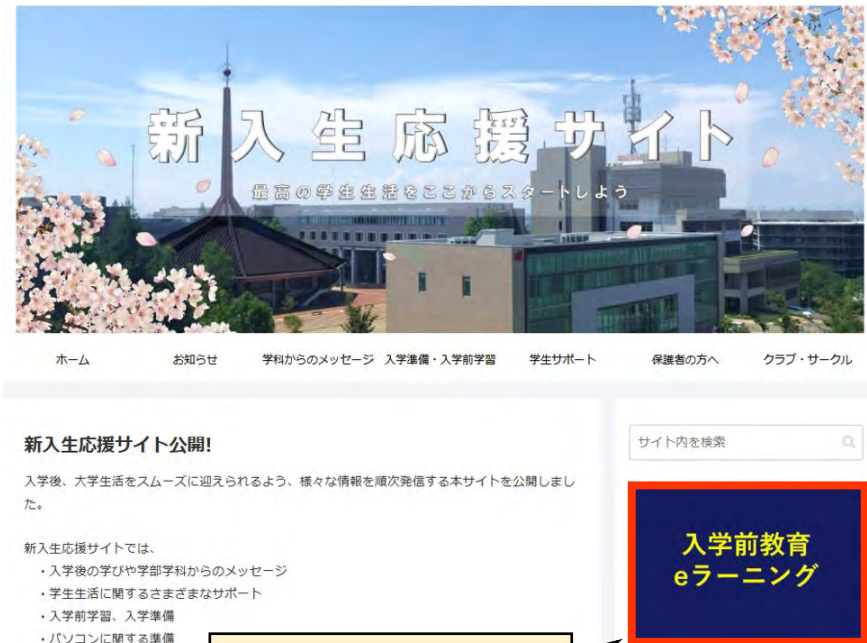 新入生応援サイト
最高の学生生活をここからスタートしよう
ホーム お知らせ 学科からのメッセージ 入学準備・入学前学習 学生サポート 保護者の方へ クラブ・サークル
新入生応援サイト公開!
入学後、大学生活をスムーズに迎えられるよう、様々な情報を順次発信する本サイトを公開しまし
た。
新入生応援サイトでは、
・入学後の学びや学部学科からのメッセージ
・学生生活に関するさまざまなサポート
・入学前学習、入学準備
・パソコンに関する準備
サイト内を検索
入学前教育
eラーニング